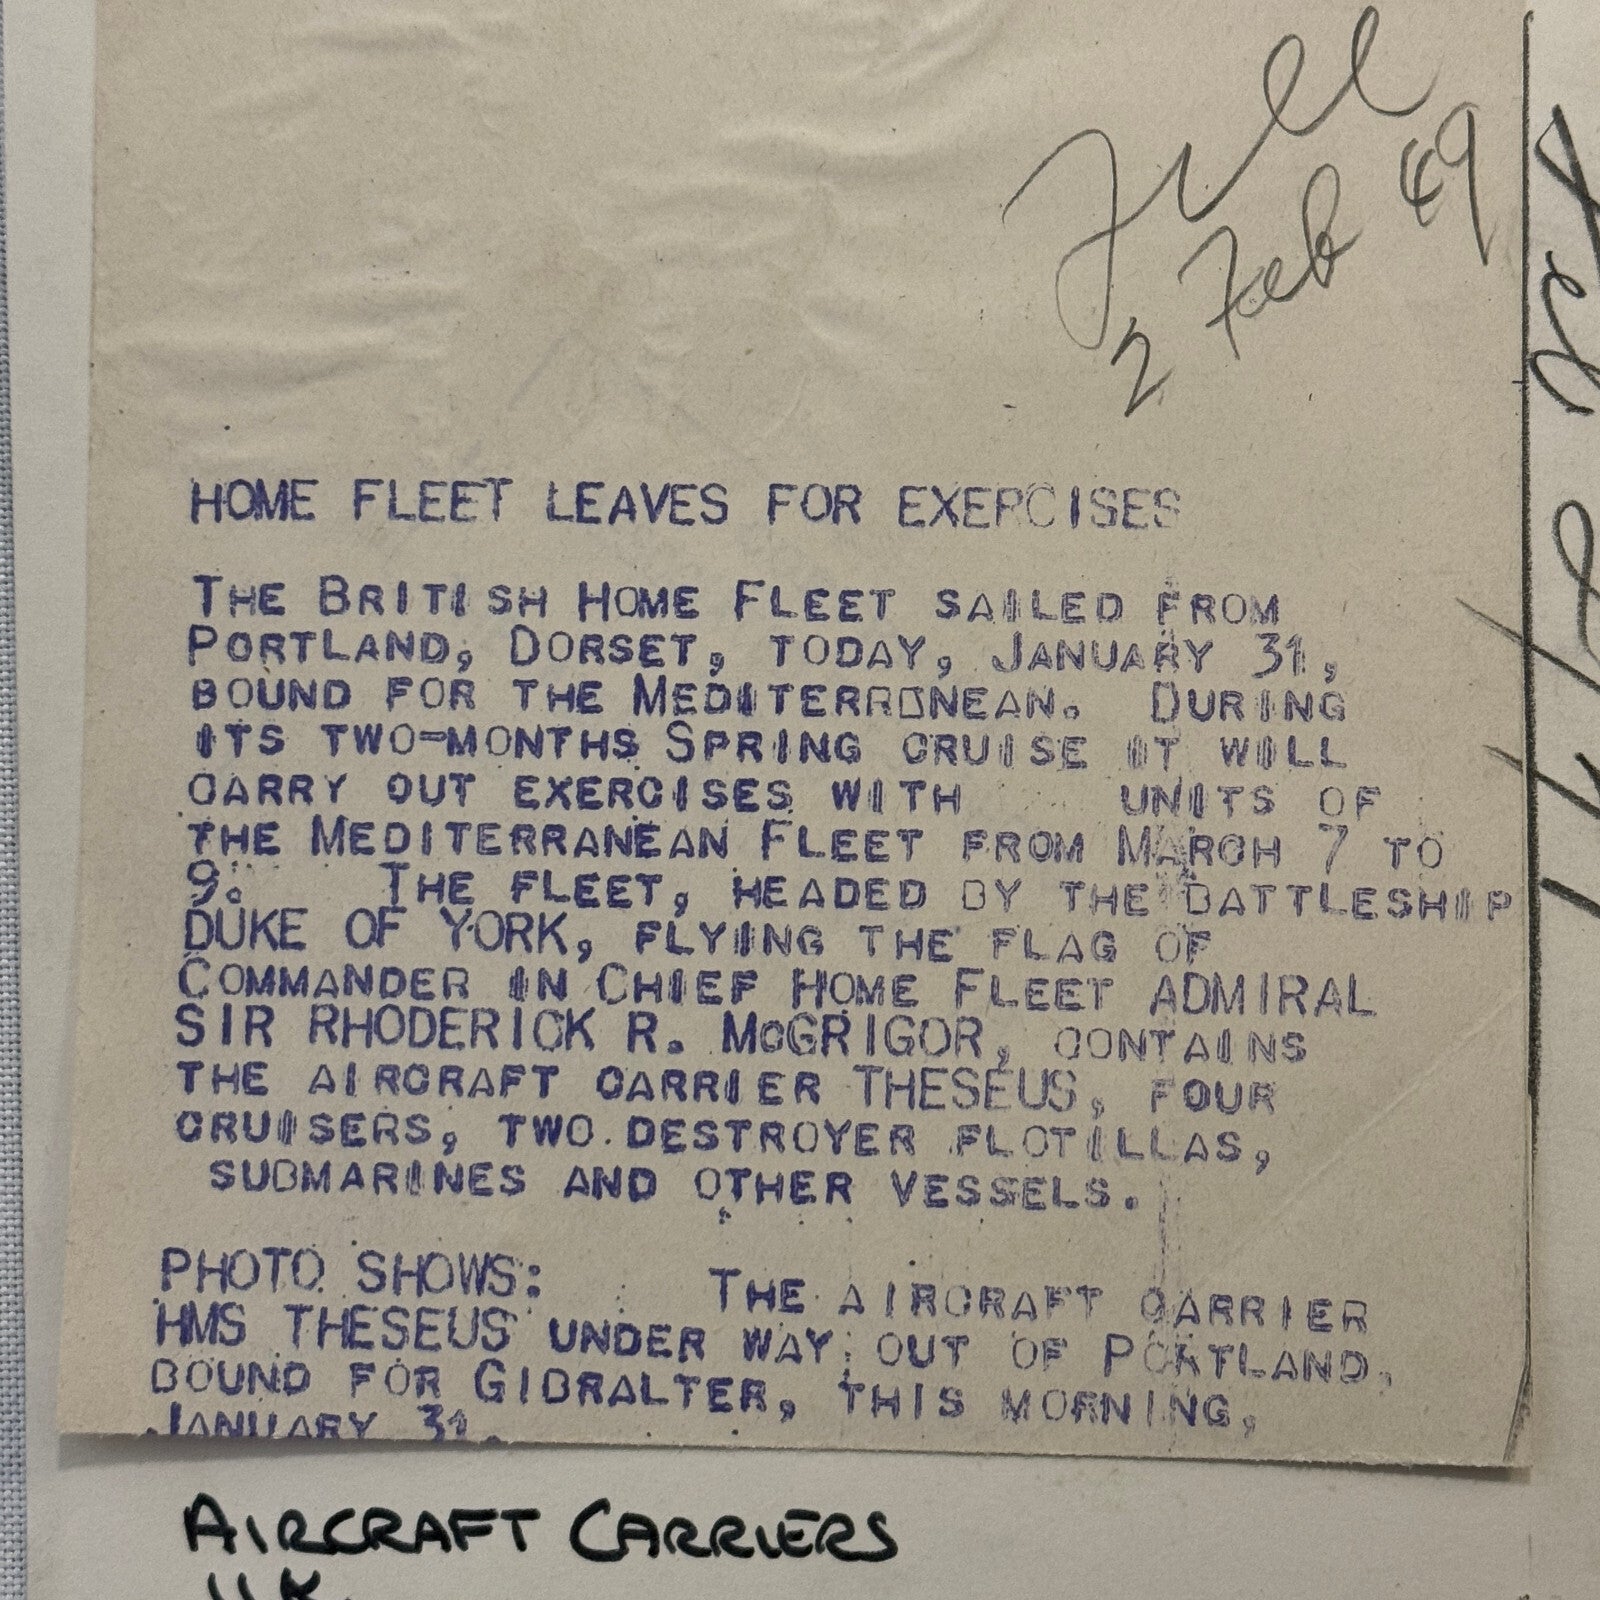 Fill
2 Feb 49
HOME FLEET LEAVES FOR EXERCISES
THE BRITISH HOME FLEET SAILED FROM
PORTLAND, DORSET, TODAY, JANUARY 31,
BOUND FOR THE MEDITERRONEAN. DURING
ITS TWO-MONTHS SPRING CRUISE IT WILL
CARRY OUT EXERCISES WITH UNITS OF
THE MEDITERRANEAN FLEET FROM MARCH 7 TO
9. THE FLEET, HEADED BY THE BATTLESHIP
DUKE OF YORK, FLYING THE FLAG OF
COMMANDER IN CHIEF HOME FLEET ADMIRAL
SIR RHODERICK R. McGRIGOR, CONTAINS
THE AIRCRAFT CARRIER THESEUS, FOUR
CRUISERS, TWO DESTROYER FLOTILLAS,
SUBMARINES AND OTHER VESSELS.
PHOTO SHOWS: THE AIRCRAFT CARRIER
HMS THESEUS UNDER WAY OUT OF PORTLAND,
BOUND FOR GIBRALTER, THIS MORNING,
JANUARY 31.
AIRCRAFT CARRIERS
U.K.